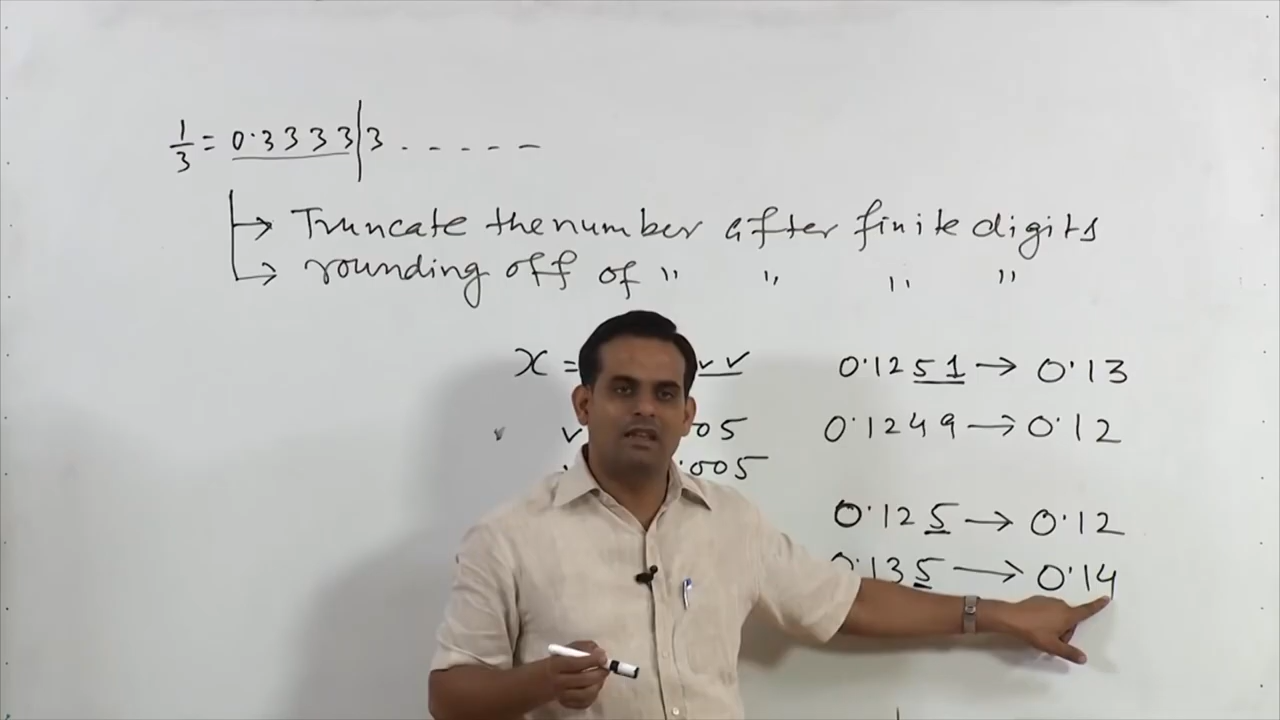 1/3 = 0.3333|3 - - - - -
→ Truncate the number after finite digits
→ rounding off of " " " "
x =
0.1251 → 0.13
05
0.1249 → 0.12
.005
0.125 → 0.12
0.135 → 0.14